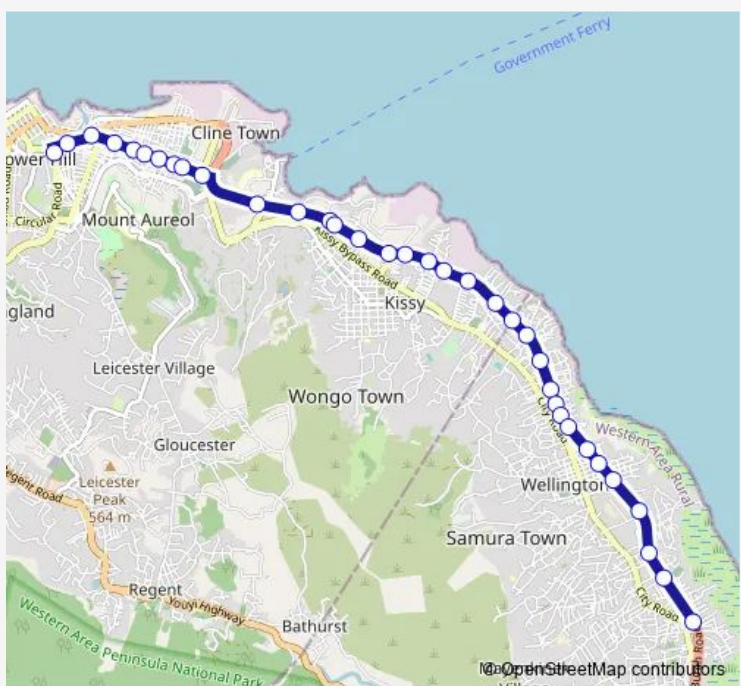 Government Ferry
Cline Town
ower Hill
Circular Road
Mount Aureol
Kissy Bypass Road
Kissy
gland
Leicester Village
Wongo Town
City Road
Western Area Rural
Gloucester
Leicester
Peak
564 m
egent Road
Wellington
Samura Town
Regent
Youyi Highway
City Road
Bathurst
Western Area Peninsula National Park
© OpenStreetMap contributors